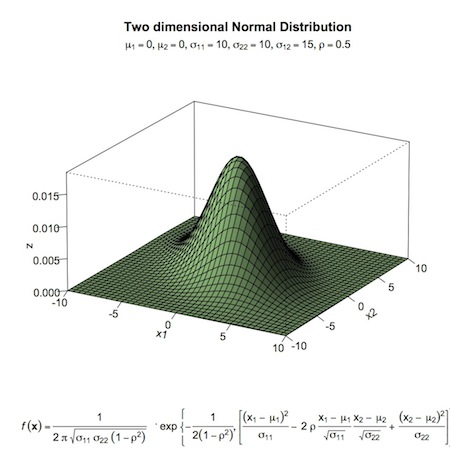 Two dimensional Normal Distribution
μ₁ = 0, μ₂ = 0, σ₁₁ = 10, σ₂₂ = 10, σ₁₂ = 15, ρ = 0.5
0.015
0.010
0.005
0.000
z
-10
-5
0
5
10
x1
-10
-5
0
5
10
x2
f(x) = 1 / (2 π √(σ₁₁ σ₂₂ (1−ρ²))) · exp { − 1 / (2(1−ρ²)) , [ (x₁ − μ₁)² / σ₁₁ − 2 ρ (x₁ − μ₁) / √σ₁₁ (x₂ − μ₂) / √σ₂₂ + (x₂ − μ₂)² / σ₂₂ ]